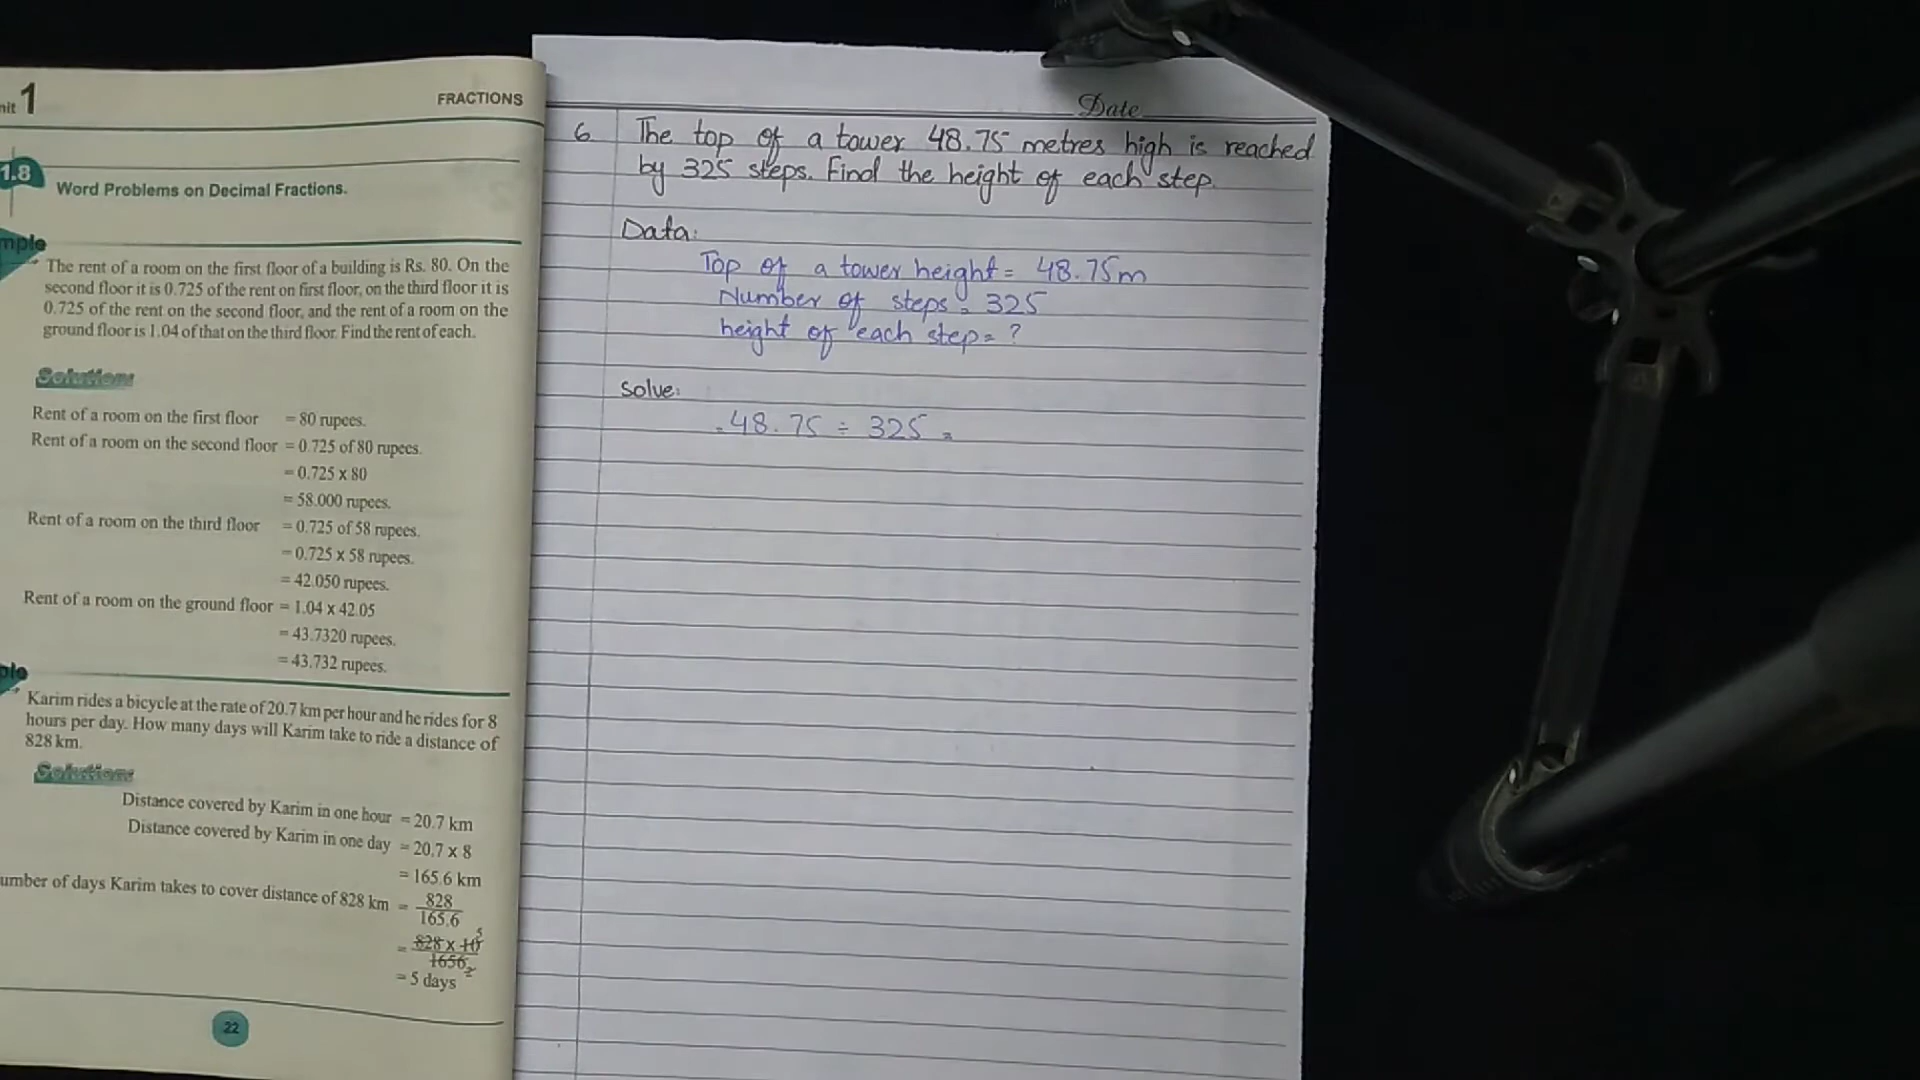 1
FRACTIONS
1.8
Word Problems on Decimal Fractions.
The rent of a room on the first floor of a building is Rs. 80. On the
second floor it is 0.725 of the rent on first floor, on the third floor it is
0.725 of the rent on the second floor, and the rent of a room on the
ground floor is 1.04 of that on the third floor. Find the rent of each.
Solution:
Rent of a room on the first floor = 80 rupees.
Rent of a room on the second floor = 0.725 of 80 rupees.
= 0.725 x 80
= 58.000 rupees.
Rent of a room on the third floor = 0.725 of 58 rupees.
= 0.725 x 58 rupees.
= 42.050 rupees.
Rent of a room on the ground floor = 1.04 x 42.05
= 43.7320 rupees.
= 43.732 rupees.
Karim rides a bicycle at the rate of 20.7 km per hour and he rides for 8
hours per day. How many days will Karim take to ride a distance of
828 km.
Solution:
Distance covered by Karim in one hour = 20.7 km
Distance covered by Karim in one day = 20.7 x 8
= 165.6 km
umber of days Karim takes to cover distance of 828 km = 828
165.6
= 828 x 10 5
1656 2
= 5 days
22
Date
6 The top of a tower 48.75 metres high is reached
by 325 steps. Find the height of each step.
Data:
Top of a tower height = 48.75m
Number of steps = 325
height of each step = ?
Solve:
= 48.75 ÷ 325 =